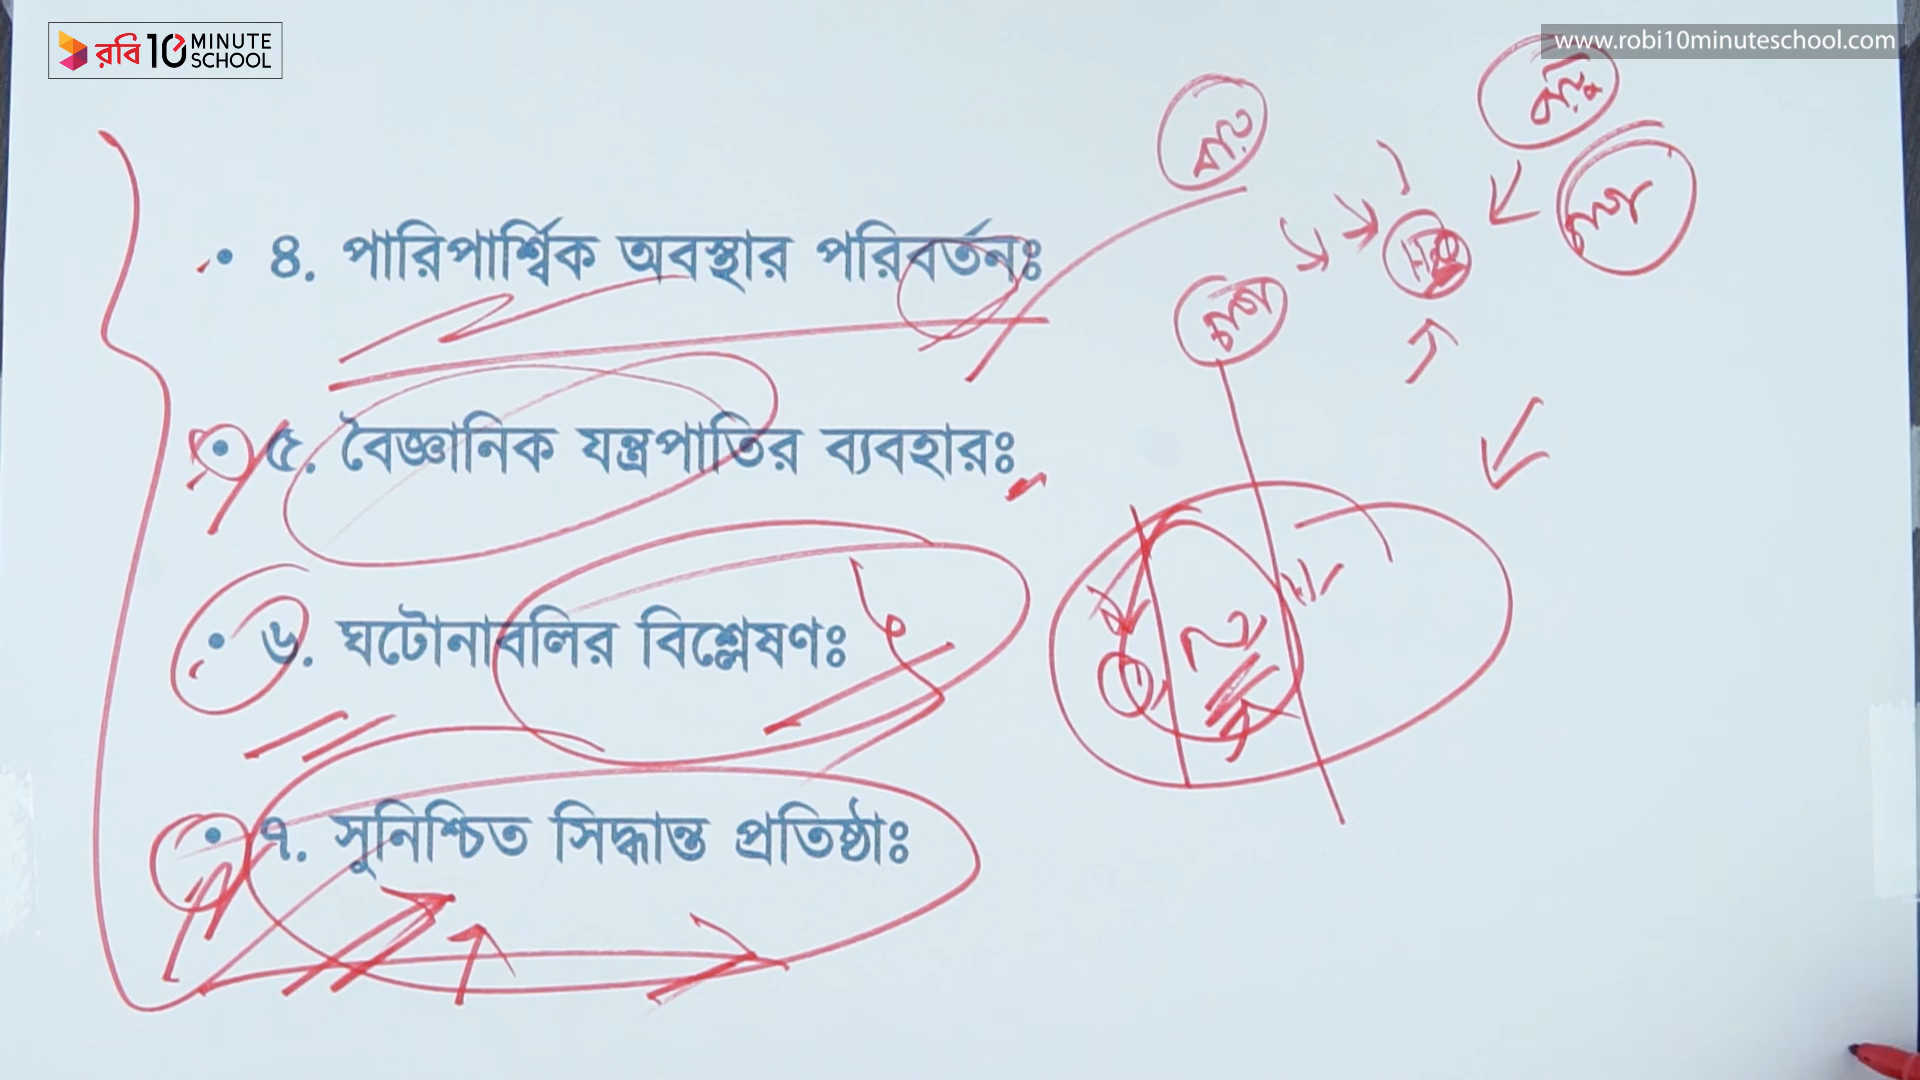 রবি 10 MINUTE SCHOOL
www.robi10minuteschool.com
• ৪. পারিপার্শ্বিক অবস্থার পরিবর্তনঃ
• ৫. বৈজ্ঞানিক যন্ত্রপাতির ব্যবহারঃ
• ৬. ঘটোনাবলির বিশ্লেষণঃ
• ৭. সুনিশ্চিত সিদ্ধান্ত প্রতিষ্ঠাঃ
বায়ু
চাপ